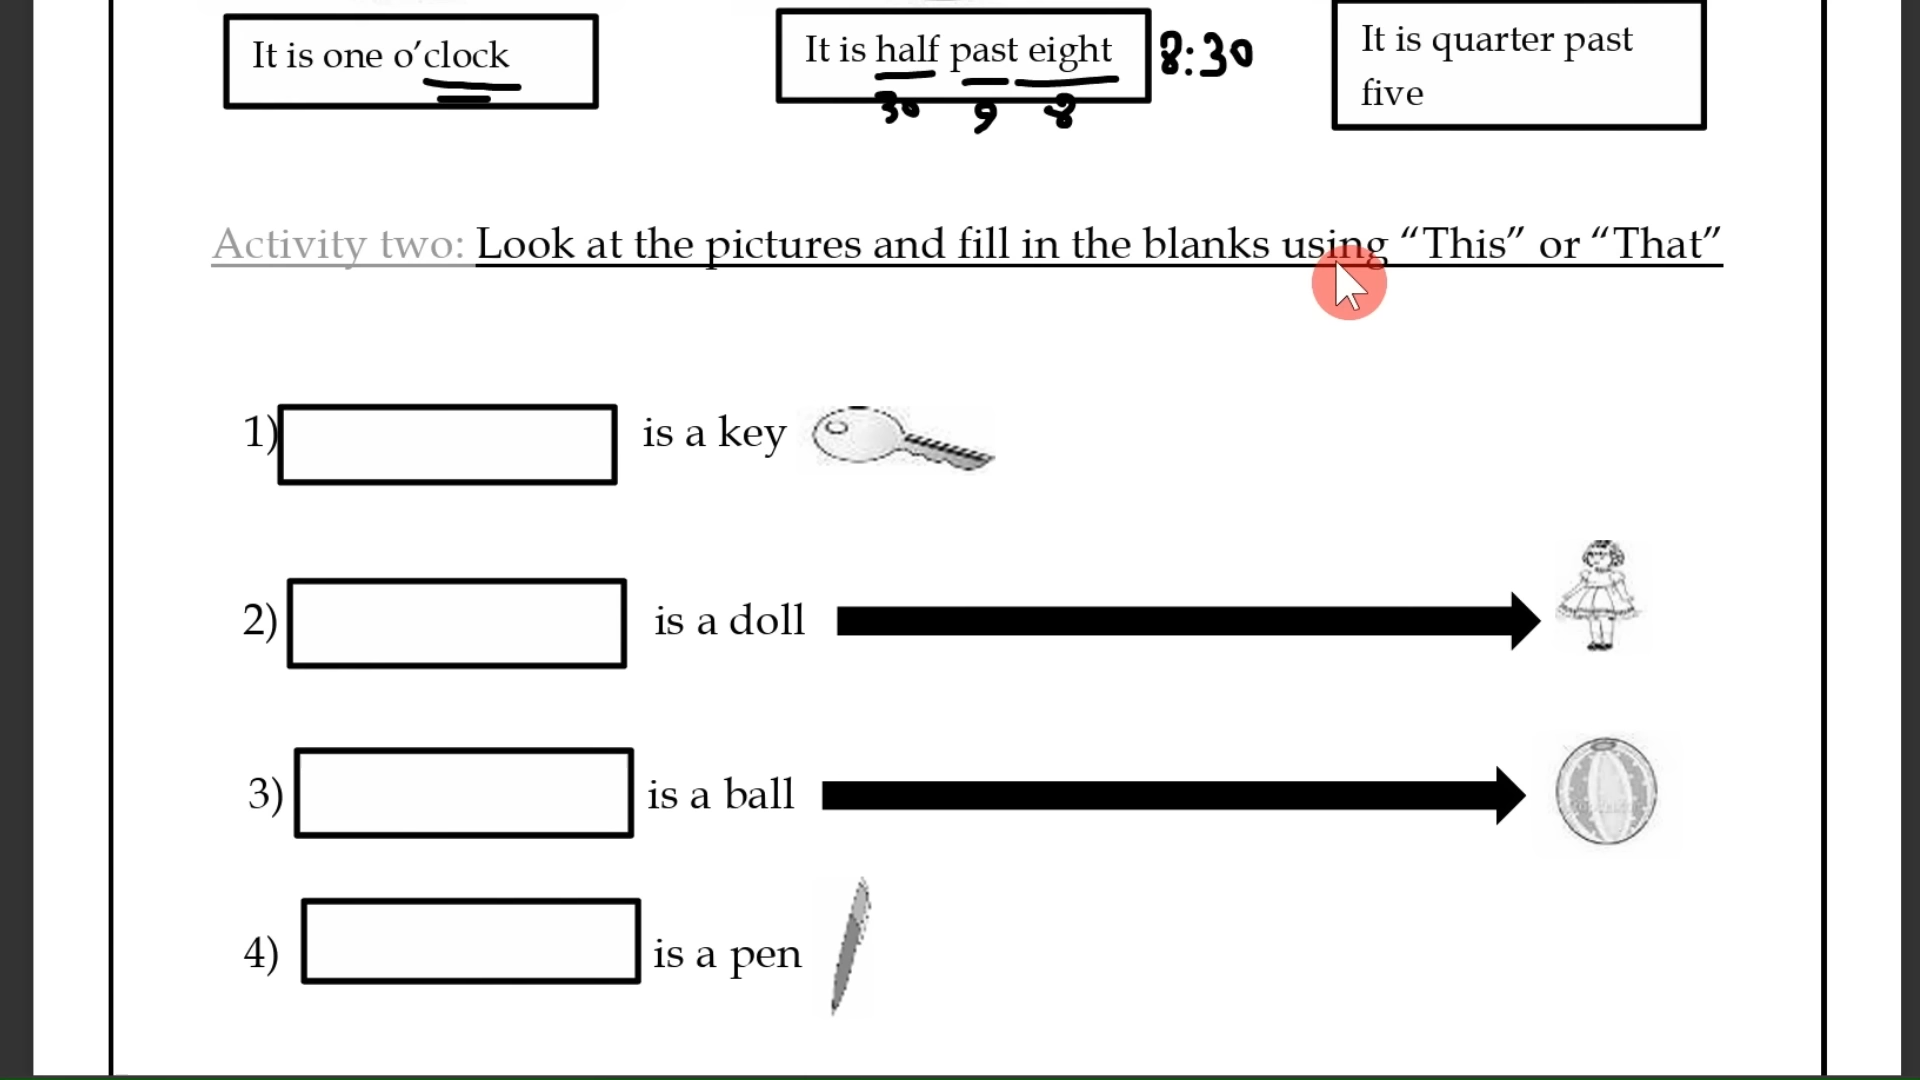 It is one o’clock
It is half past eight
8:30
It is quarter past
five
30 9 8
Activity two: Look at the pictures and fill in the blanks using “This” or “That”
1) is a key
2) is a doll
3) is a ball
4) is a pen